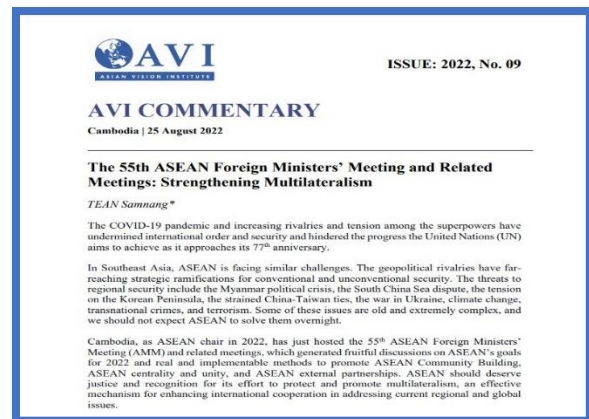 AVI
ASIAN VISION INSTITUTE
ISSUE: 2022, No. 09
AVI COMMENTARY
Cambodia | 25 August 2022
The 55th ASEAN Foreign Ministers' Meeting and Related
Meetings: Strengthening Multilateralism
TEAN Samnang*
The COVID-19 pandemic and increasing rivalries and tension among the superpowers have
undermined international order and security and hindered the progress the United Nations (UN)
aims to achieve as it approaches its 77th anniversary.
In Southeast Asia, ASEAN is facing similar challenges. The geopolitical rivalries have far-
reaching strategic ramifications for conventional and unconventional security. The threats to
regional security include the Myanmar political crisis, the South China Sea dispute, the tension
on the Korean Peninsula, the strained China-Taiwan ties, the war in Ukraine, climate change,
transnational crimes, and terrorism. Some of these issues are old and extremely complex, and
we should not expect ASEAN to solve them overnight.
Cambodia, as ASEAN chair in 2022, has just hosted the 55th ASEAN Foreign Ministers'
Meeting (AMM) and related meetings, which generated fruitful discussions on ASEAN's goals
for 2022 and real and implementable methods to promote ASEAN Community Building,
ASEAN centrality and unity, and ASEAN external partnerships. ASEAN should deserve
justice and recognition for its effort to protect and promote multilateralism, an effective
mechanism for enhancing international cooperation in addressing current regional and global
issues.